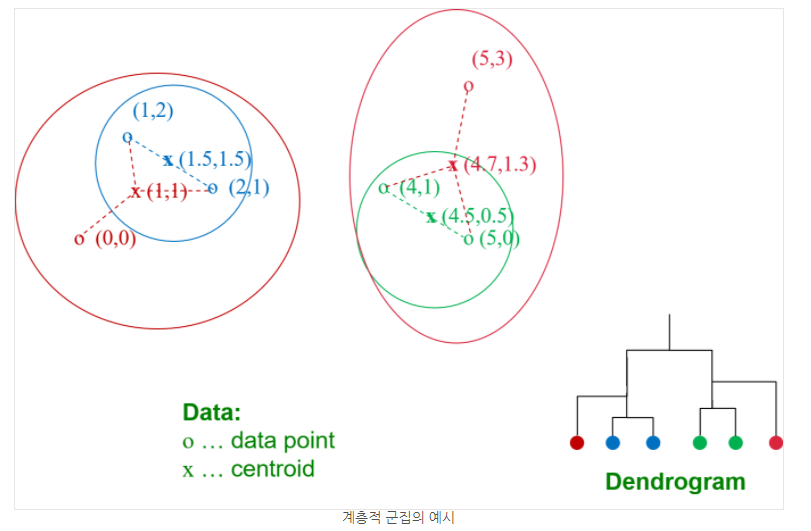 (5,3)
o
(1,2)
o
x (1.5,1.5)
x (4.7,1.3)
x (1,1)
o (2,1)
o (4,1)
x (4.5,0.5)
o (0,0)
o (5,0)
Data:
o … data point
x … centroid
Dendrogram
계층적 군집의 예시